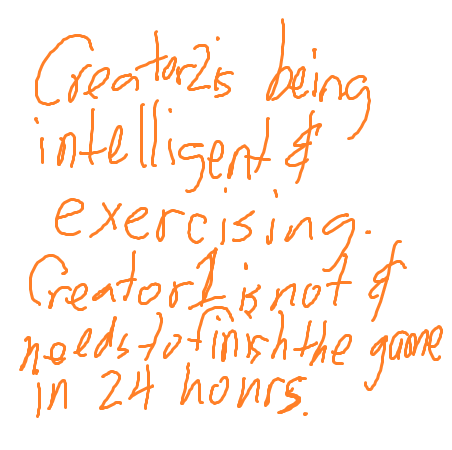 Creator2 is being
intelligent &
exercising.
Creator1 is not &
needs to finish the game
in 24 hours.